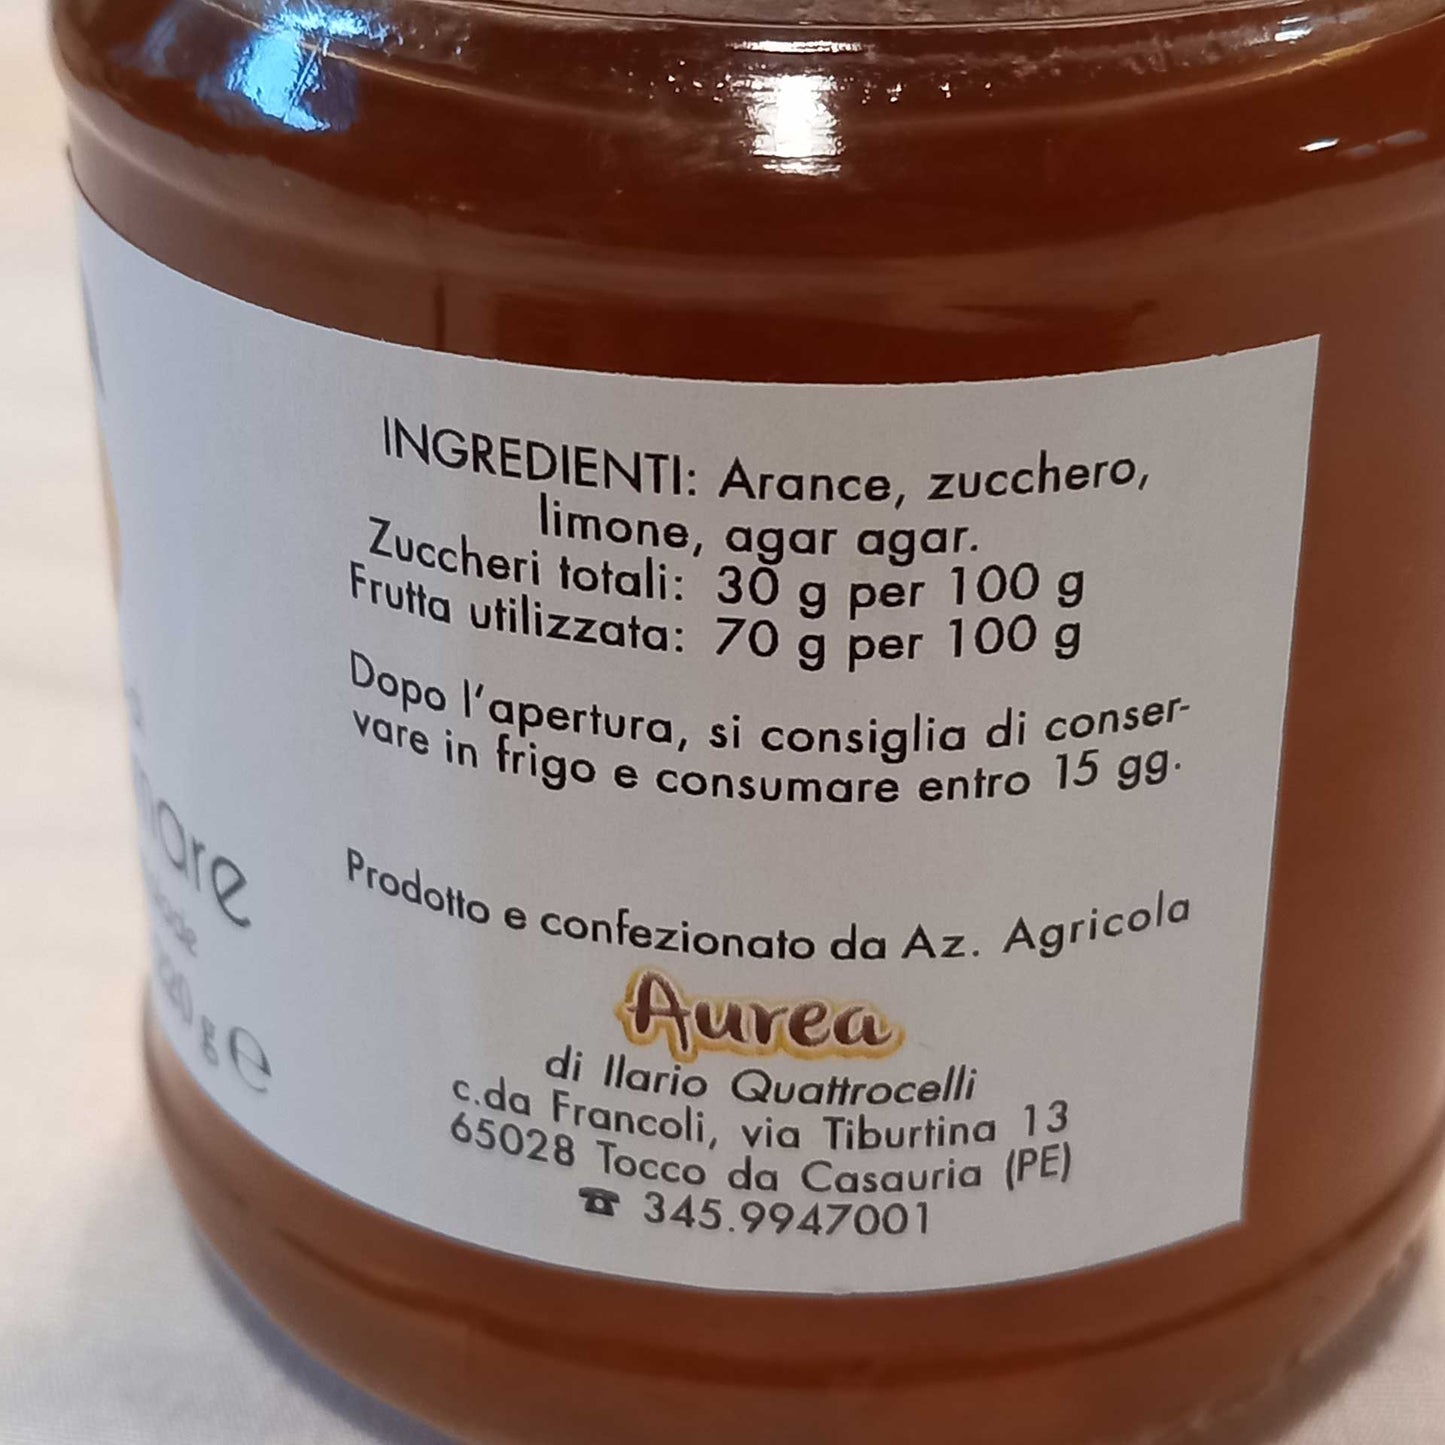 INGREDIENTI: Arance, zucchero,
limone, agar agar.
Zuccheri totali: 30 g per 100 g
Frutta utilizzata: 70 g per 100 g
Dopo l'apertura, si consiglia di conser-
vare in frigo e consumare entro 15 gg.
Prodotto e confezionato da Az. Agricola
Aurea
di Ilario Quattrocelli
c.da Francoli, via Tiburtina 13
65028 Tocco da Casauria (PE)
☎ 345.9947001
g e